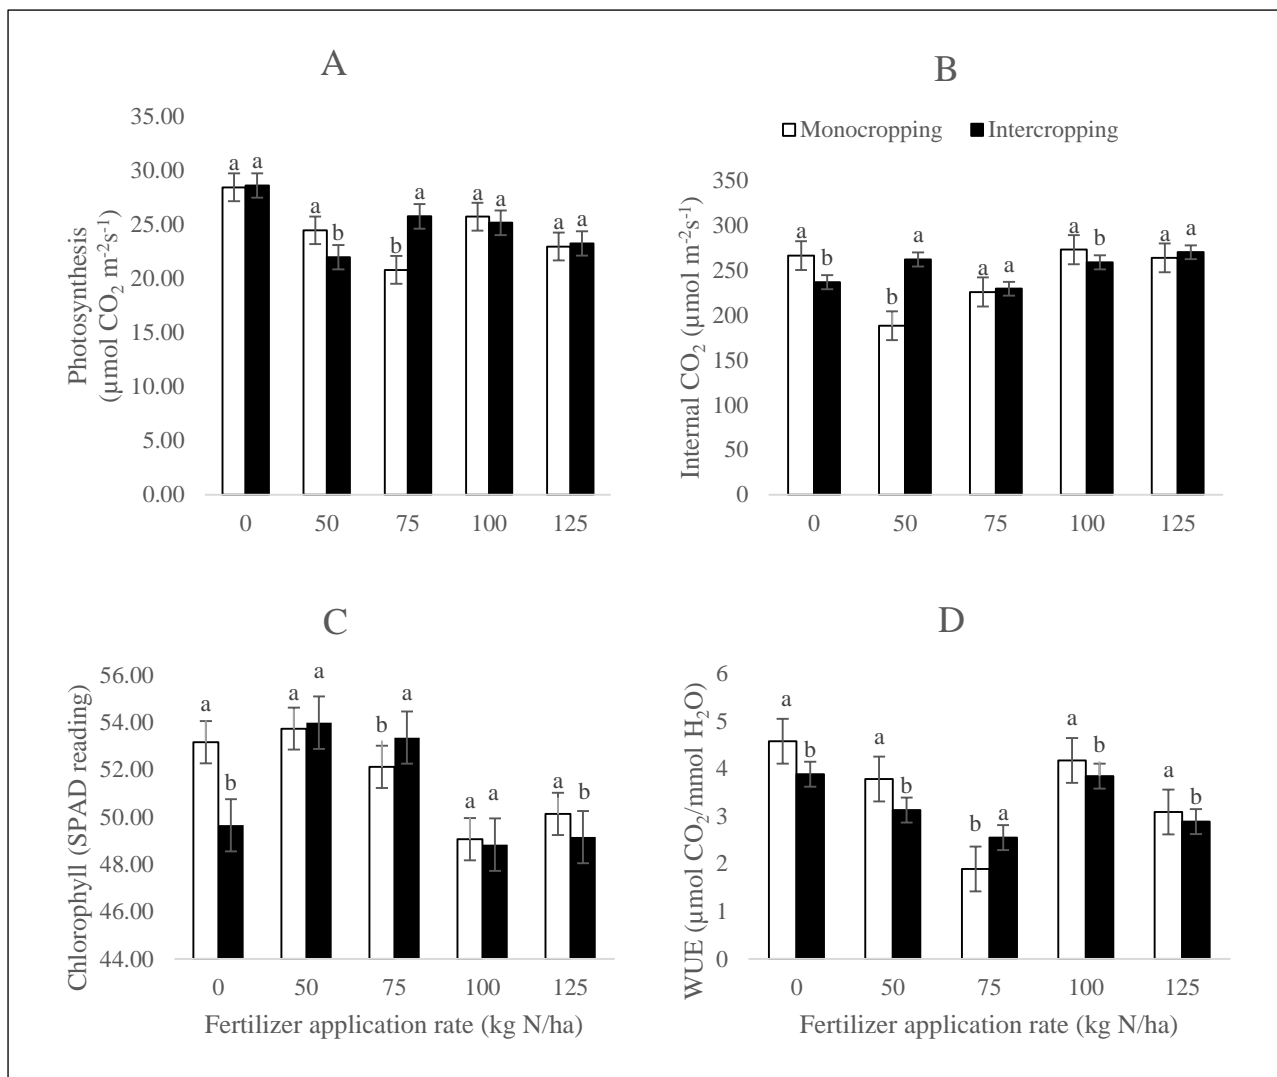 A
35.00
30.00
25.00
20.00
15.00
10.00
5.00
0.00
Photosynthesis
(µmol CO₂ m⁻²s⁻¹)
a a
a b
b a
a a
a a
0 50 75 100 125
B
Monocropping Intercropping
350
300
250
200
150
100
50
0
Internal CO₂ (µmol m⁻²s⁻¹)
a b
b a
a a
a b
a a
0 50 75 100 125
C
56.00
54.00
52.00
50.00
48.00
46.00
44.00
Chlorophyll (SPAD reading)
a b
a a
b a
a a
a b
0 50 75 100 125
Fertilizer application rate (kg N/ha)
D
6
5
4
3
2
1
0
WUE (µmol CO₂/mmol H₂O)
a b
a b
b a
a b
a b
0 50 75 100 125
Fertilizer application rate (kg N/ha)